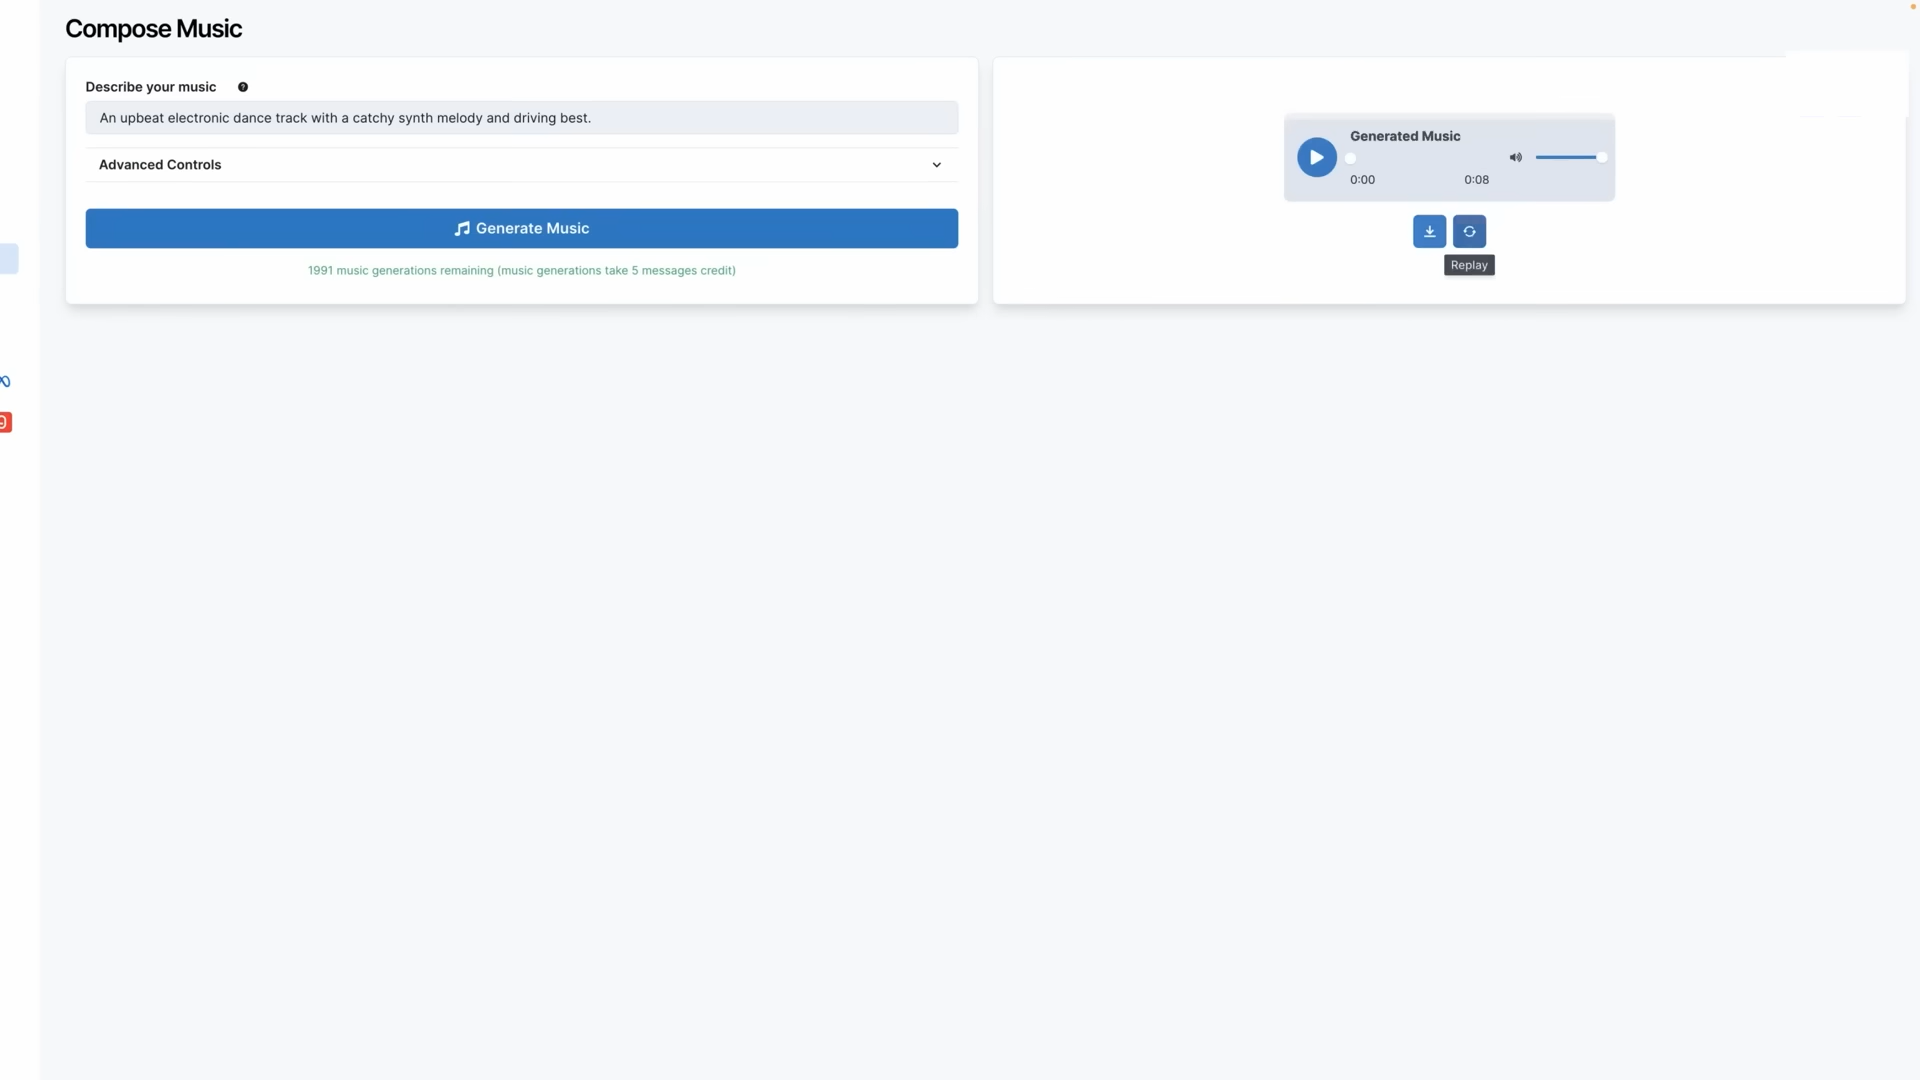 Compose Music
Describe your music
An upbeat electronic dance track with a catchy synth melody and driving best.
Advanced Controls
Generate Music
1991 music generations remaining (music generations take 5 messages credit)
Generated Music
0:00 0:08
Replay